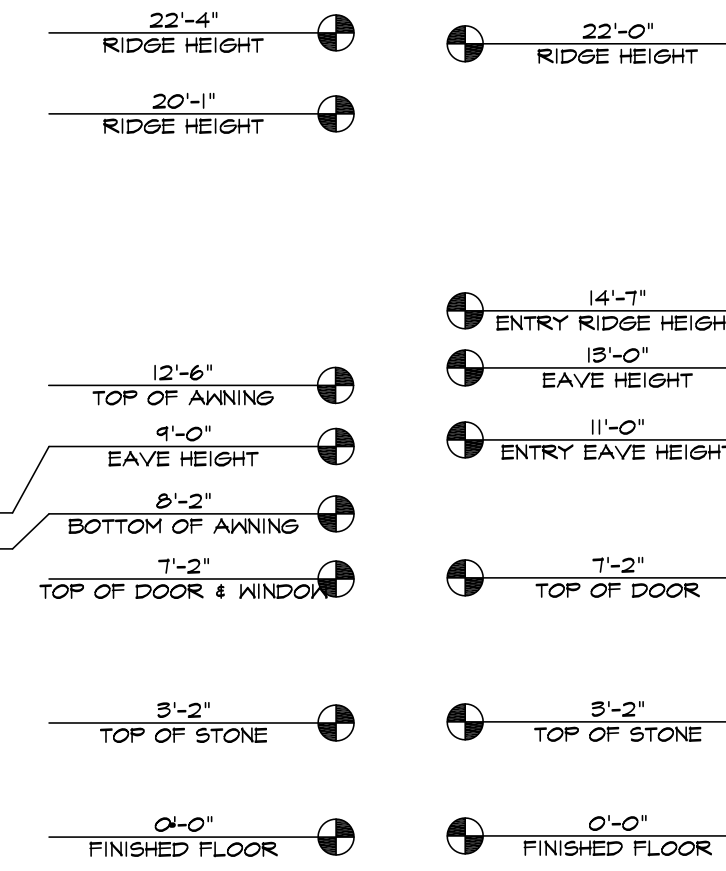 22'-4"
RIDGE HEIGHT
20'-1"
RIDGE HEIGHT
12'-6"
TOP OF AWNING
9'-0"
EAVE HEIGHT
8'-2"
BOTTOM OF AWNING
7'-2"
TOP OF DOOR & WINDOW
3'-2"
TOP OF STONE
0'-0"
FINISHED FLOOR
22'-0"
RIDGE HEIGHT
14'-7"
ENTRY RIDGE HEIGH
13'-0"
EAVE HEIGHT
11'-0"
ENTRY EAVE HEIGHT
7'-2"
TOP OF DOOR
3'-2"
TOP OF STONE
0'-0"
FINISHED FLOOR